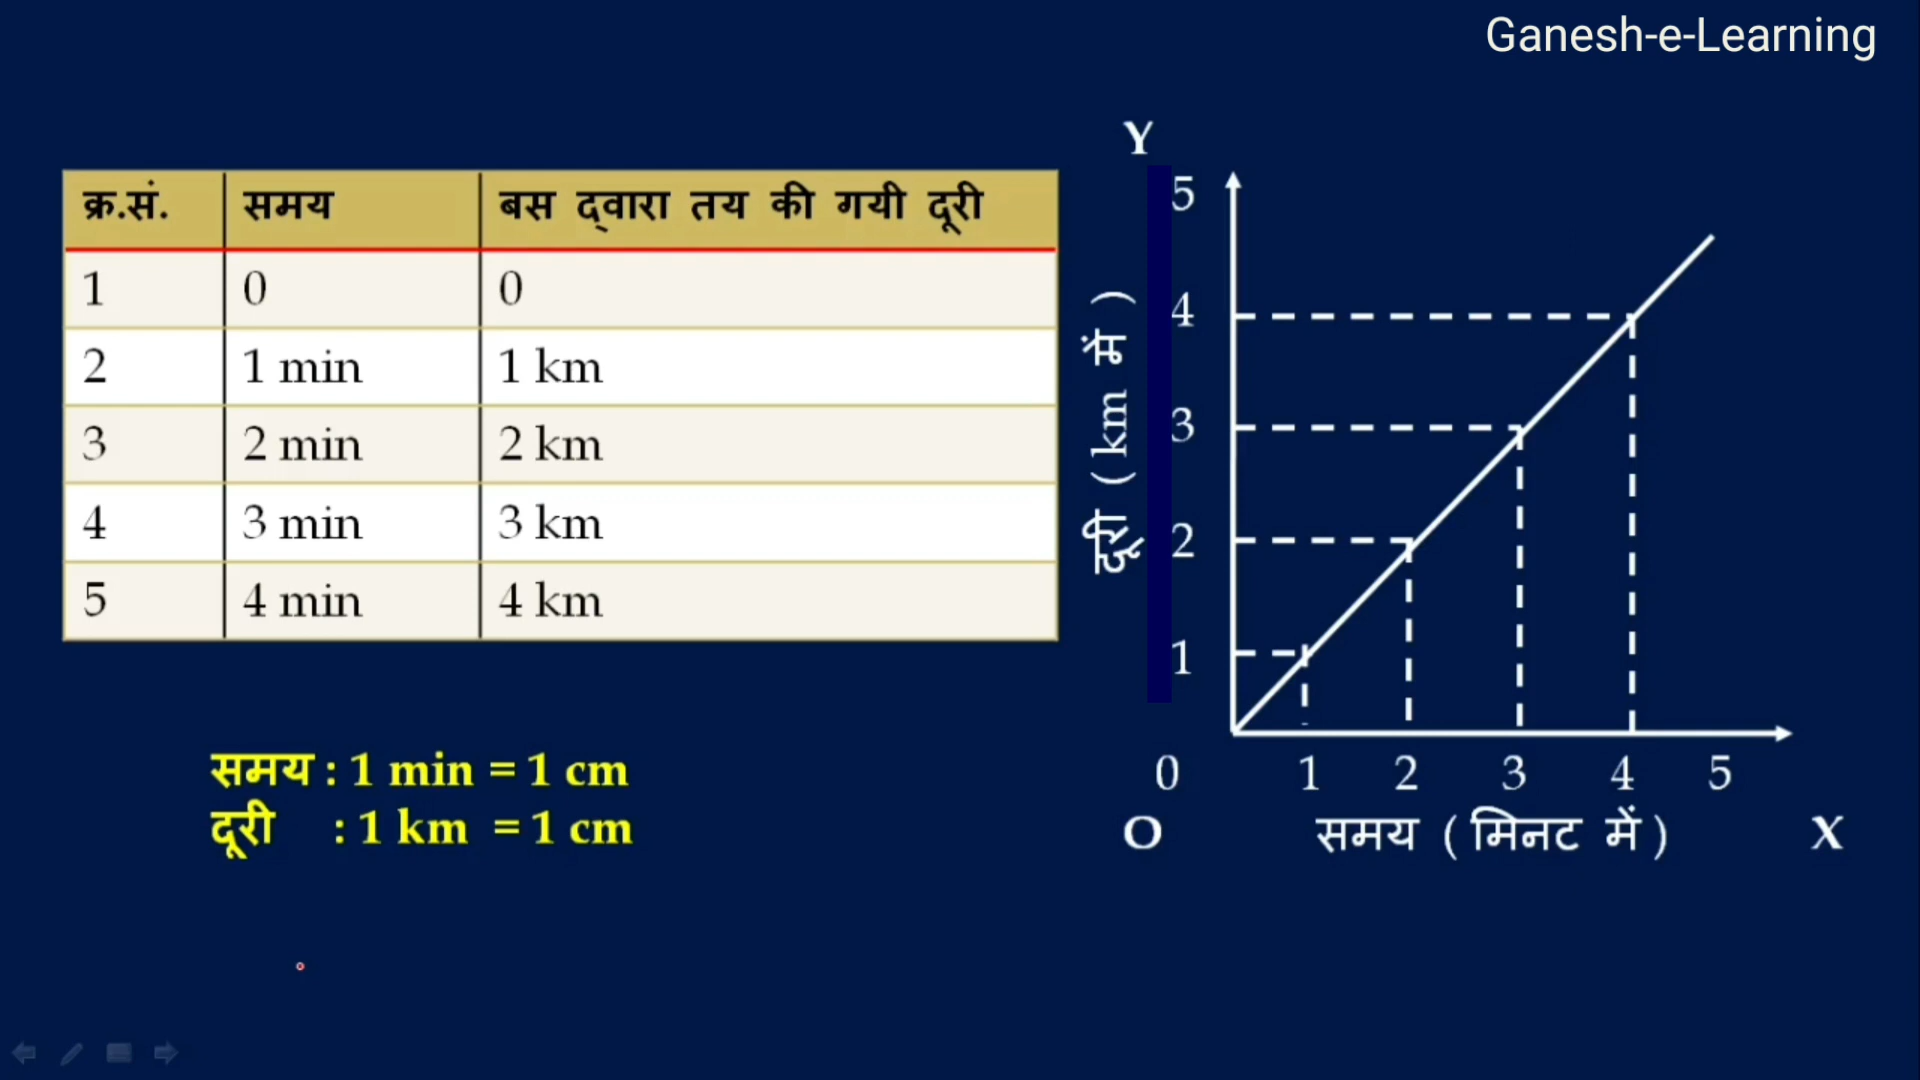 Ganesh-e-Learning
क्र.सं. समय बस द्वारा तय की गयी दूरी
1 0 0
2 1 min 1 km
3 2 min 2 km
4 3 min 3 km
5 4 min 4 km
समय : 1 min = 1 cm
दूरी : 1 km = 1 cm
Y
5
4
3
2
1
दूरी ( km में )
0 1 2 3 4 5
O समय ( मिनट में ) X